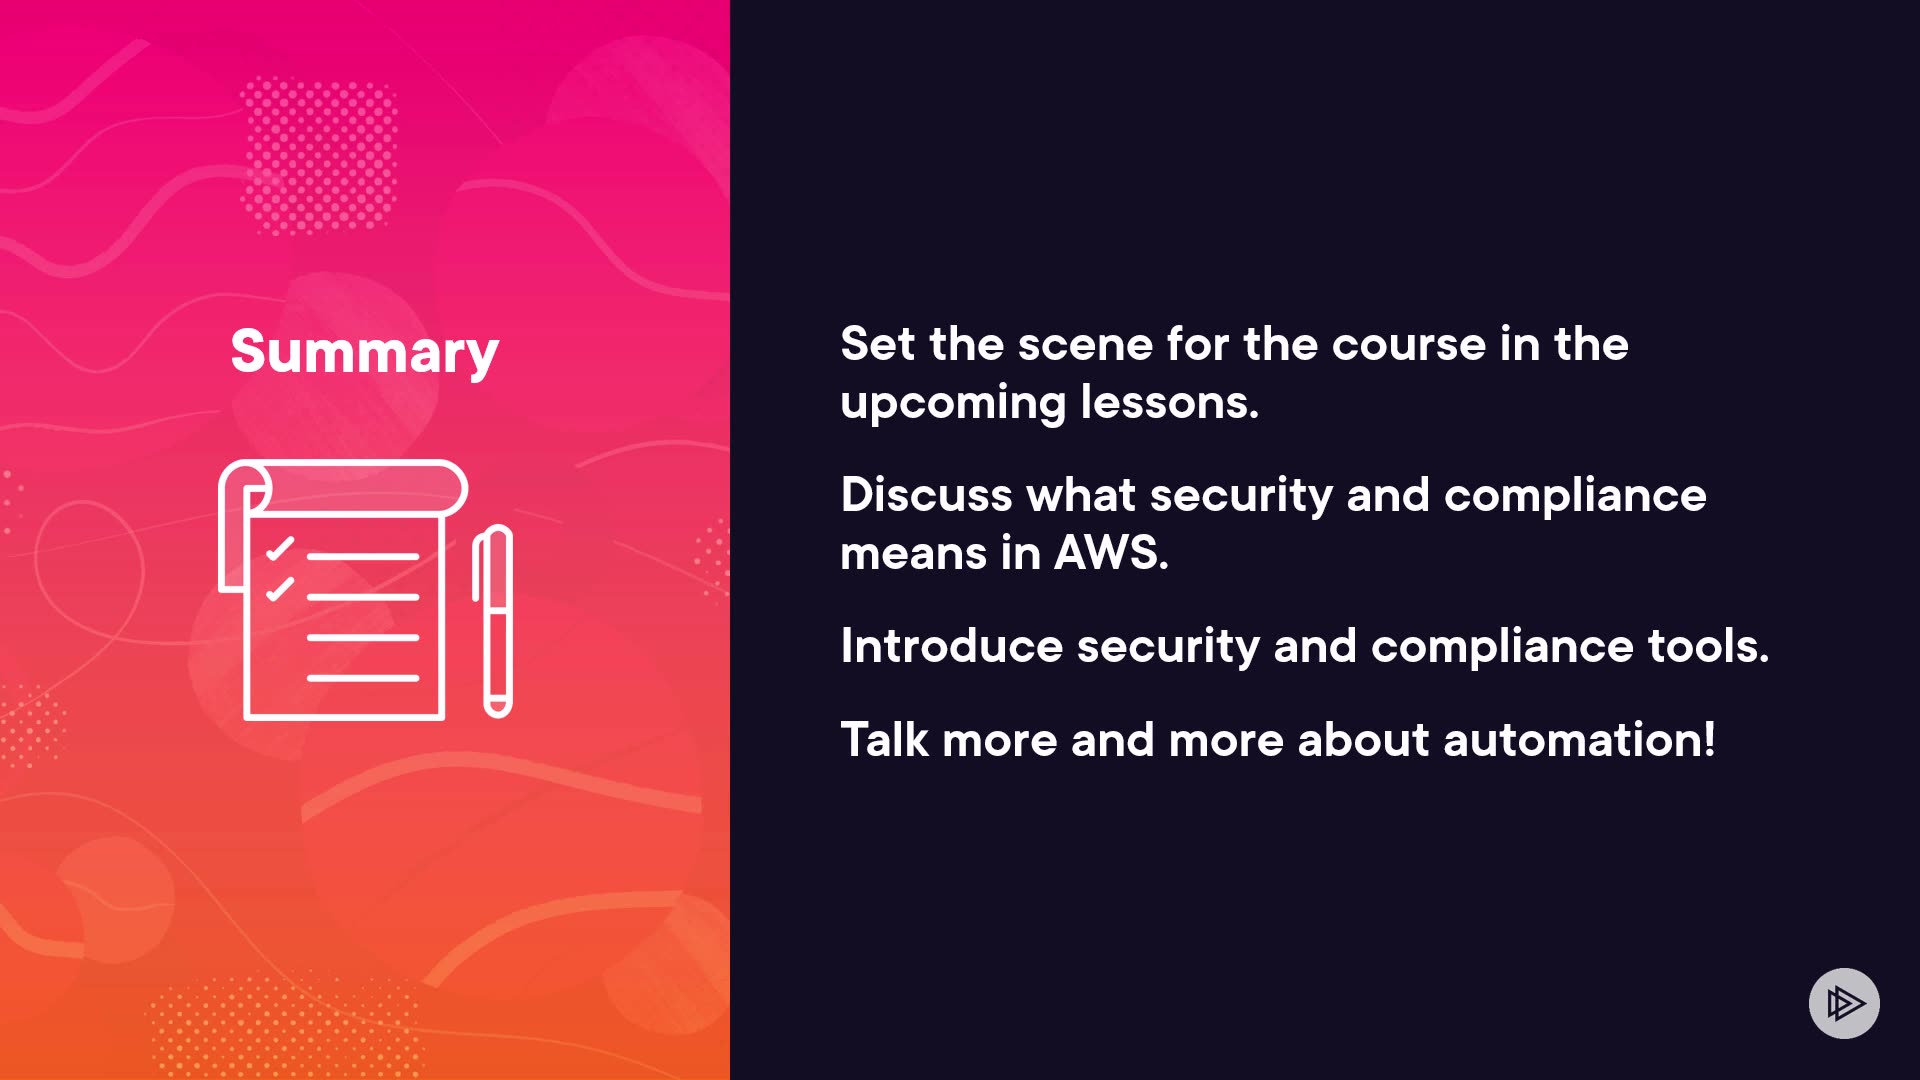 Summary
Set the scene for the course in the
upcoming lessons.
Discuss what security and compliance
means in AWS.
Introduce security and compliance tools.
Talk more and more about automation!